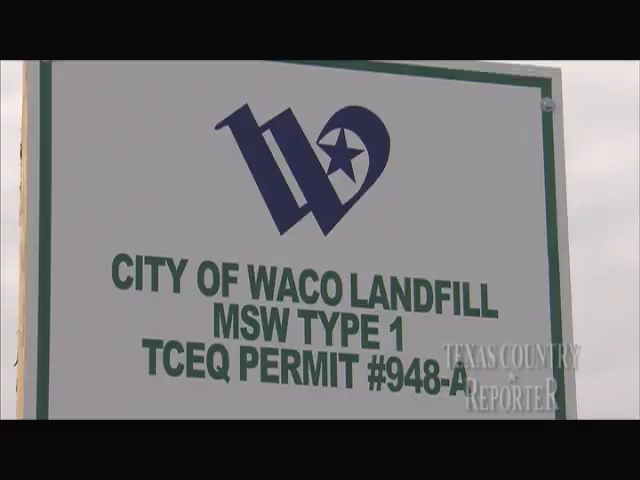 CITY OF WACO LANDFILL
MSW TYPE 1
TCEQ PERMIT #948-A
TEXAS COUNTRY
REPORTER